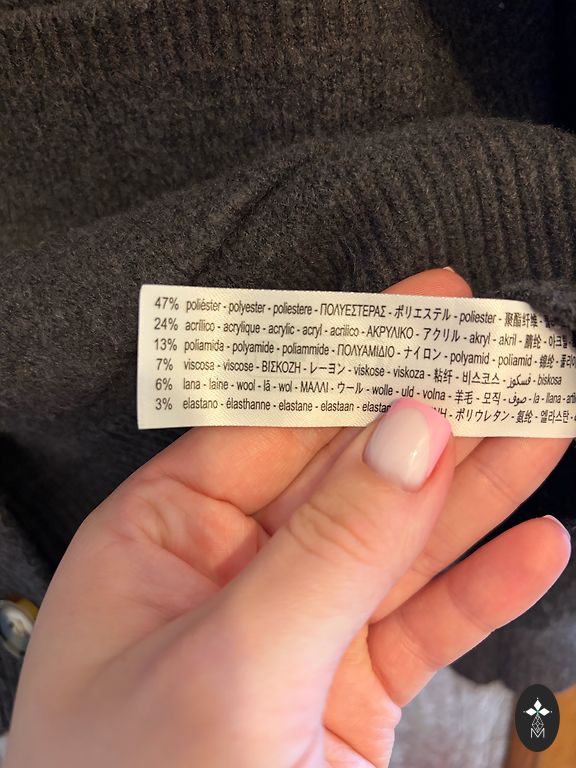 47% poliéster - polyester - poliestere - ΠΟΛΥΕΣΤΕΡΑΣ - ポリエステル - poliester - 聚酯纤维 -
24% acrílico - acrylique - acrylic - acryl - acrilico - ΑΚΡΥΛΙΚΟ - アクリル - akryl - akril - 腈纶 - 아크릴
13% poliamida - polyamide - poliammide - ΠΟΛΥΑΜΙΔΙΟ - ナイロン - polyamid - poliamid - 锦纶 -
7% viscosa - viscose - ΒΙΣΚΟΖΗ - レーヨン - viskose - viskoza - 粘纤 - 비스코스 - فسكوز - biskosa
6% lana - laine - wool - lã - wol - ΜΑΛΛΙ - ウール - wolle - uld - volna - 羊毛 - 모직 - صوف - la - llana -
3% elastano - élasthanne - elastane - elastaan - - ポリウレタン - 氨纶 - 엘라스탄 -
M